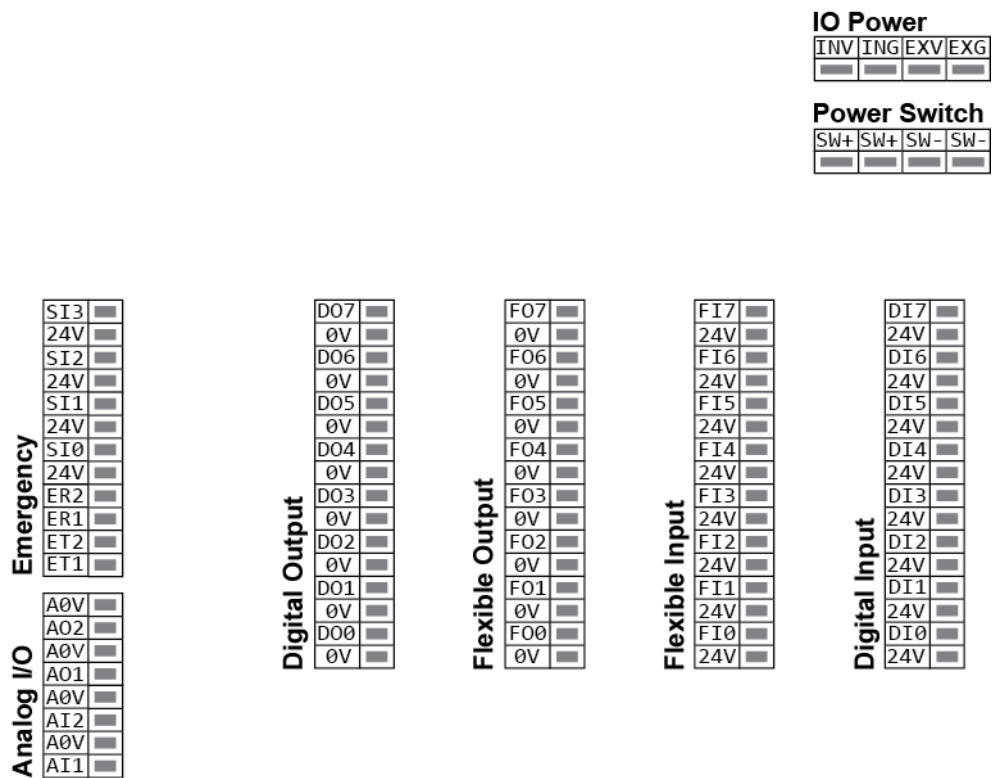 IO Power
INV ING EXV EXG
Power Switch
SW+ SW+ SW- SW-
Emergency
SI3
24V
SI2
24V
SI1
24V
SI0
24V
ER2
ER1
ET2
ET1
Analog I/O
A0V
AO2
A0V
AO1
A0V
AI2
A0V
AI1
Digital Output
DO7
0V
DO6
0V
DO5
0V
DO4
0V
DO3
0V
DO2
0V
DO1
0V
DO0
0V
Flexible Output
FO7
0V
FO6
0V
FO5
0V
FO4
0V
FO3
0V
FO2
0V
FO1
0V
FO0
0V
Flexible Input
FI7
24V
FI6
24V
FI5
24V
FI4
24V
FI3
24V
FI2
24V
FI1
24V
FI0
24V
Digital Input
DI7
24V
DI6
24V
DI5
24V
DI4
24V
DI3
24V
DI2
24V
DI1
24V
DI0
24V